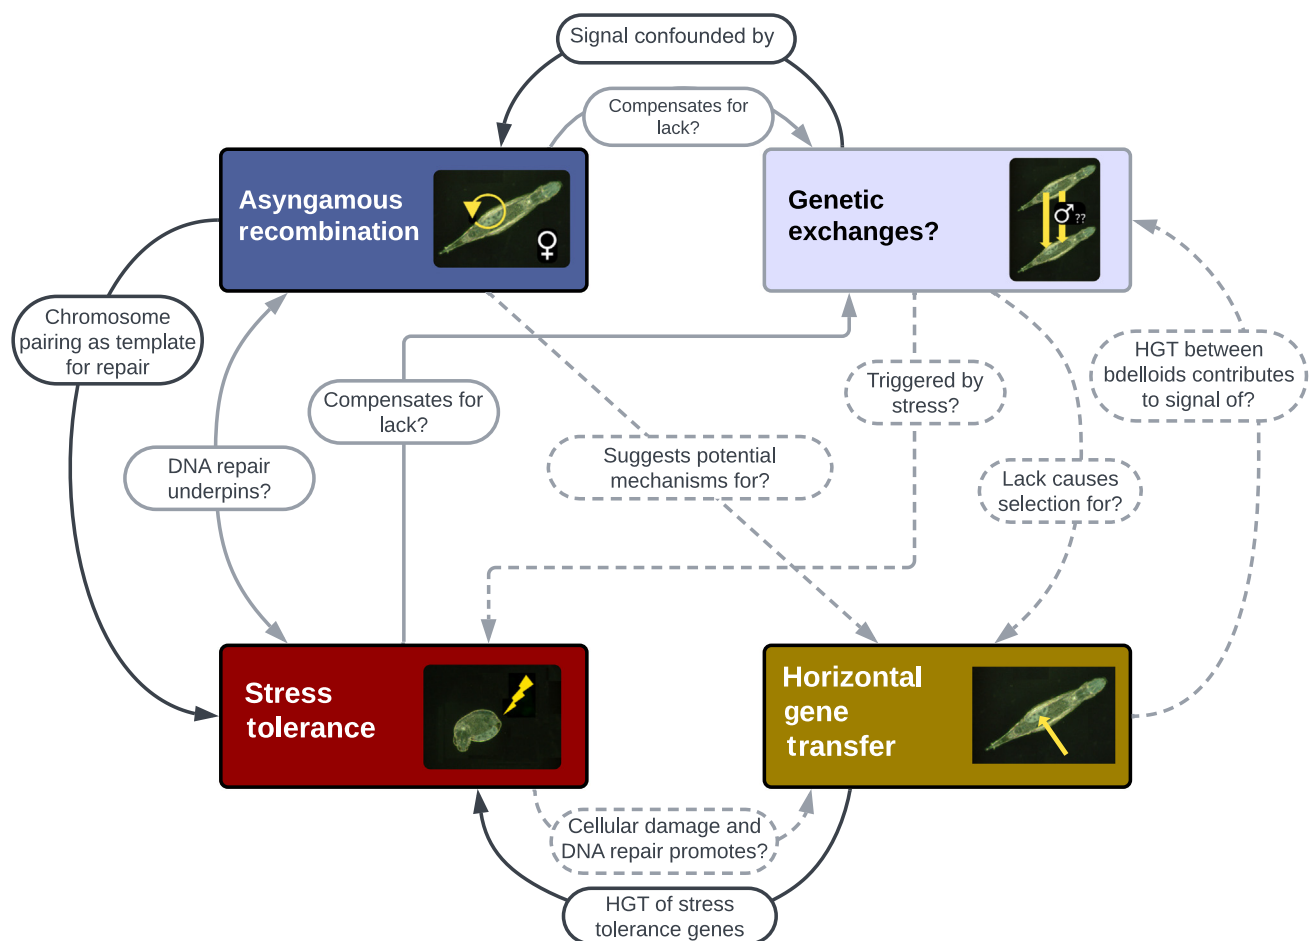 Signal confounded by
Compensates for
lack?
Asyngamous
recombination
Genetic
exchanges?
??
Chromosome
pairing as template
for repair
HGT between
bdelloids contributes
to signal of?
Triggered by
stress?
Compensates for
lack?
DNA repair
underpins?
Suggests potential
mechanisms for?
Lack causes
selection for?
Stress
tolerance
Horizontal
gene
transfer
Cellular damage and
DNA repair promotes?
HGT of stress
tolerance genes